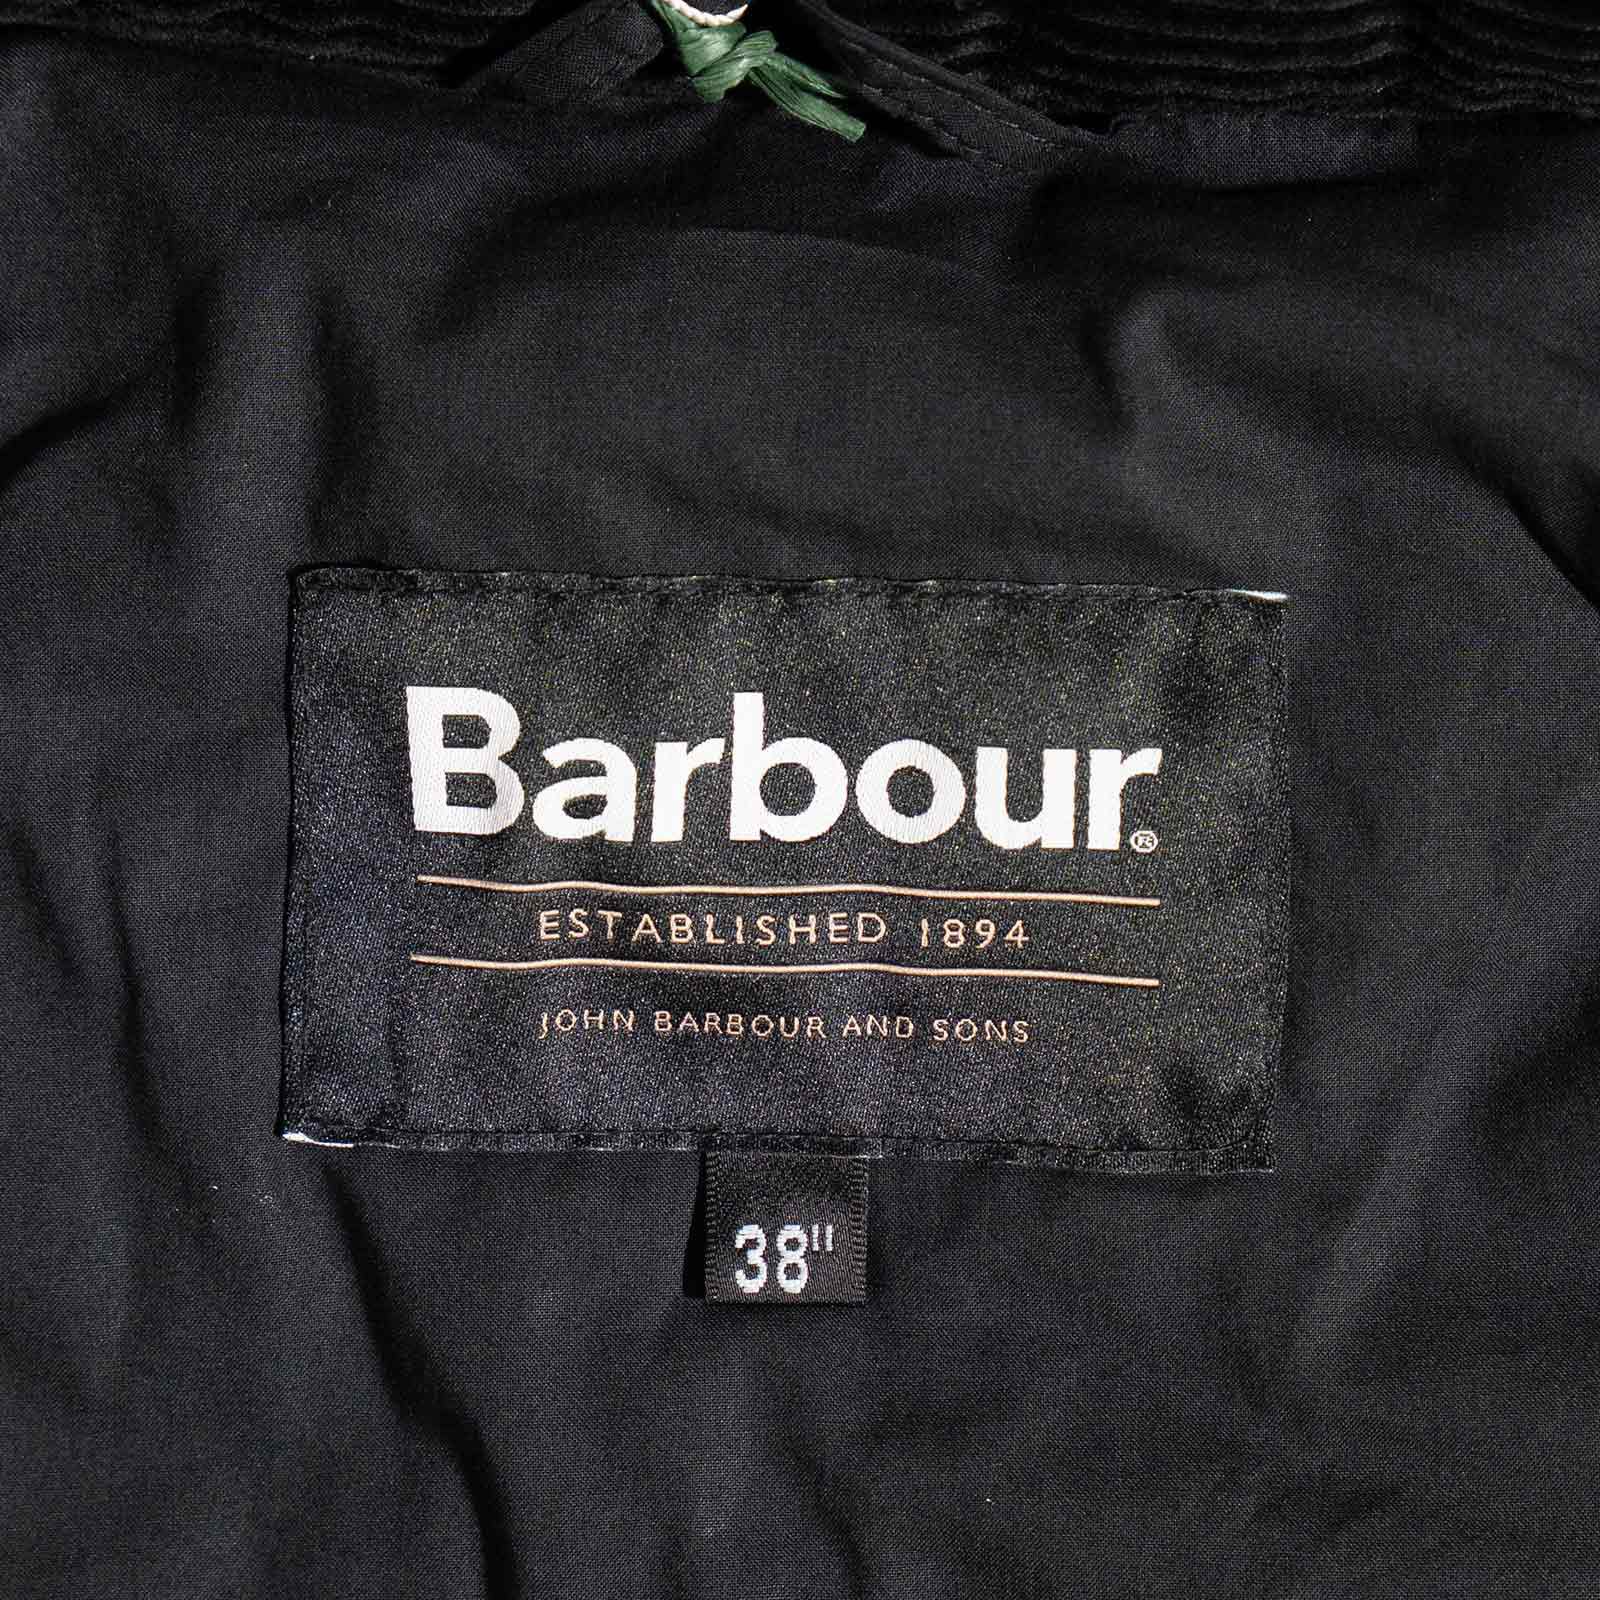 Barbour®
ESTABLISHED 1894
JOHN BARBOUR AND SONS
38"